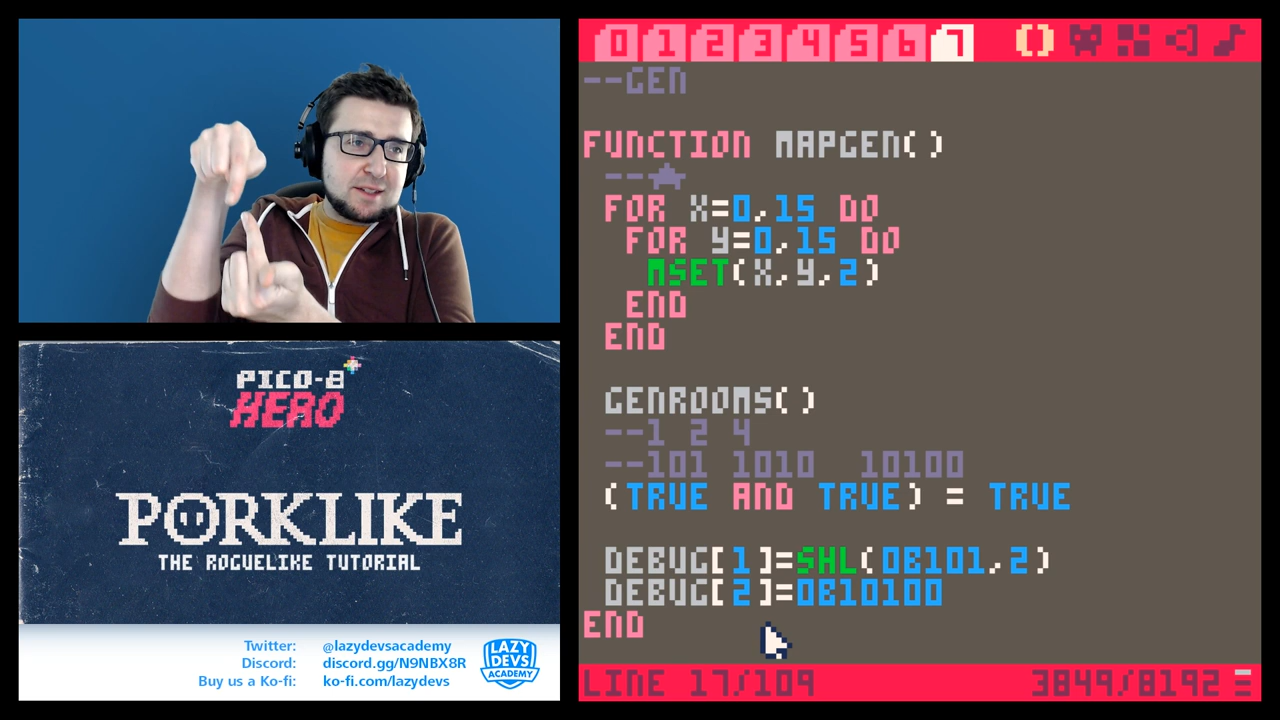 0 1 2 3 4 5 6 7
--GEN
FUNCTION MAPGEN()
--
FOR X=0,15 DO
FOR Y=0,15 DO
MSET(X,Y,2)
END
END
GENROOMS()
--1 2 4
--101 1010 10100
(TRUE AND TRUE) = TRUE
DEBUG[1]=SHL(0B101,2)
DEBUG[2]=0B10100
END
LINE 17/109 3849/8192
PICO-8
HERO
PORKLIKE
THE ROGUELIKE TUTORIAL
Twitter: @lazydevsacademy
Discord: discord.gg/N9NBX8R
Buy us a Ko-fi: ko-fi.com/lazydevs
LAZY
DEVS
ACADEMY